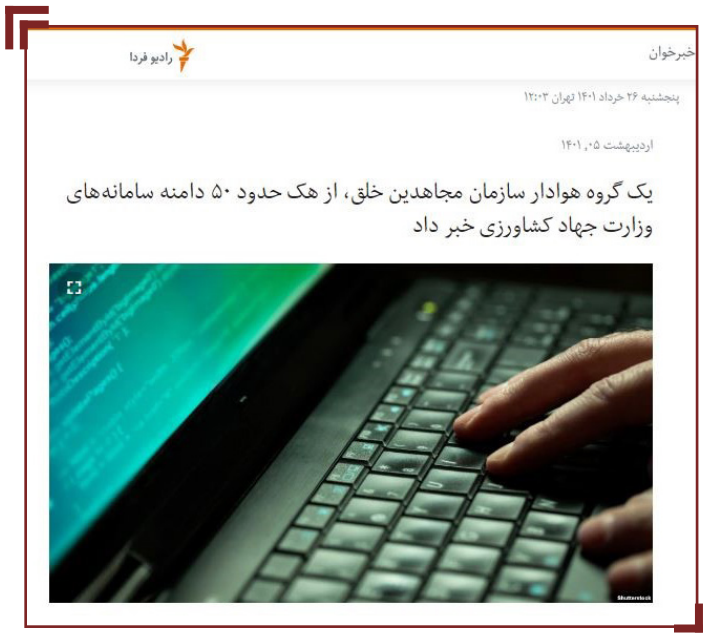 خبرخوان
رادیو فردا
پنجشنبه ۲۶ خرداد ۱۴۰۱ تهران ۱۲:۰۳
اردیبهشت ۰۵, ۱۴۰۱
یک گروه هوادار سازمان مجاهدین خلق، از هک حدود ۵۰ دامنه سامانه‌های
وزارت جهاد کشاورزی خبر داد
Shutterstock